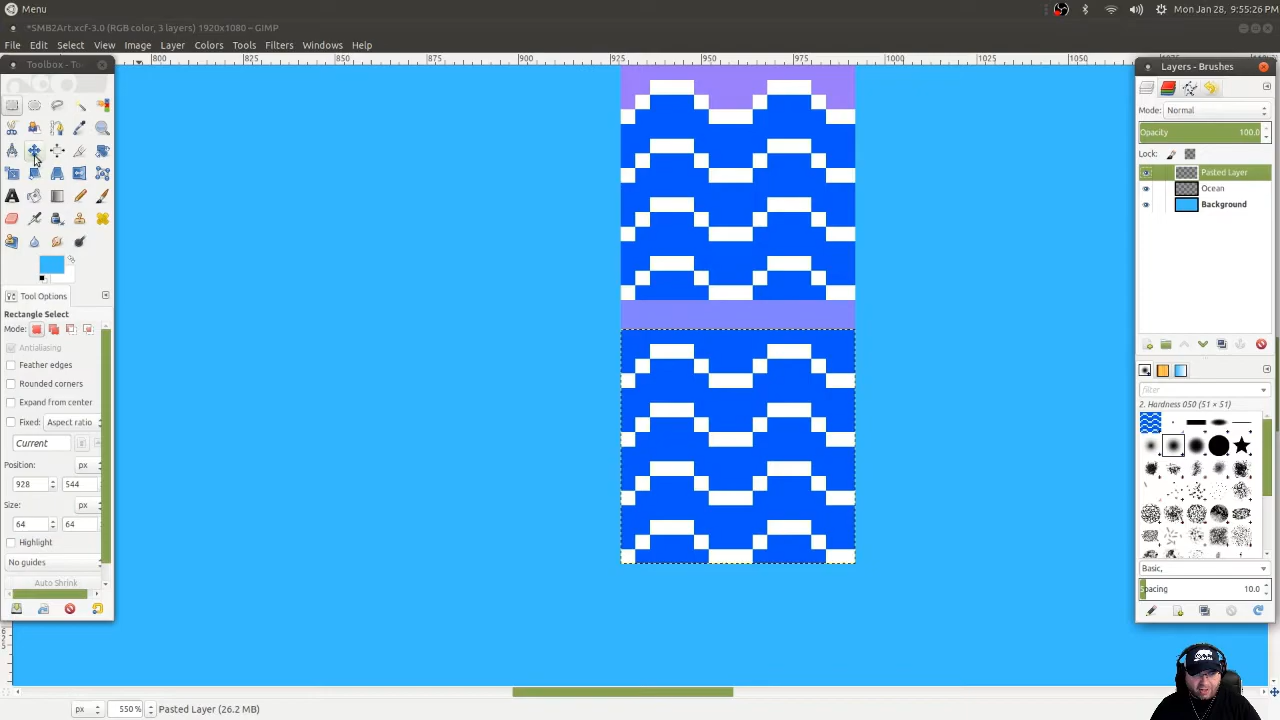 Menu
Mon Jan 28, 9:55:26 PM
*SMB2Art.xcf-3.0 (RGB color, 3 layers) 1920x1080 – GIMP
File Edit Select View Image Layer Colors Tools Filters Windows Help
Toolbox - To
Layers - Brushes
800 825 850 875 900 925 950 975 1000 1025 1050
Mode: Normal
Opacity 100.0
Lock:
Pasted Layer
Ocean
Background
Tool Options
Rectangle Select
Mode:
Antialiasing
Feather edges
Rounded corners
Expand from center
Fixed: Aspect ratio
Current
Position:
px
928 544
Size:
px
64 64
Highlight
No guides
Auto Shrink
filter
2. Hardness 050 (51 × 51)
Basic,
Spacing 10.0
px 550 % Pasted Layer (26.2 MB)